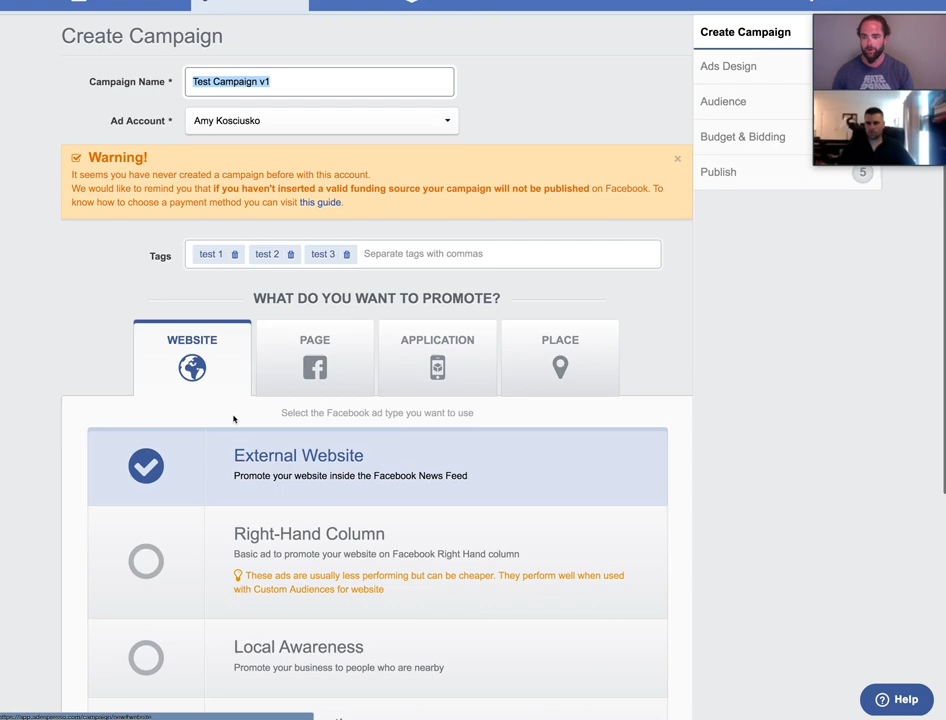 Create Campaign
Campaign Name *
Test Campaign v1
Ad Account *
Amy Kosciusko
Warning!
It seems you have never created a campaign before with this account.
We would like to remind you that if you haven't inserted a valid funding source your campaign will not be published on Facebook. To
know how to choose a payment method you can visit this guide.
Tags
test 1 test 2 test 3 Separate tags with commas
WHAT DO YOU WANT TO PROMOTE?
WEBSITE
PAGE
APPLICATION
PLACE
Select the Facebook ad type you want to use
External Website
Promote your website inside the Facebook News Feed
Right-Hand Column
Basic ad to promote your website on Facebook Right Hand column
These ads are usually less performing but can be cheaper. They perform well when used
with Custom Audiences for website
Local Awareness
Promote your business to people who are nearby
Create Campaign
Ads Design
Audience
Budget & Bidding
Publish
5
Help
https://app.adespresso.com/campaign/new#website